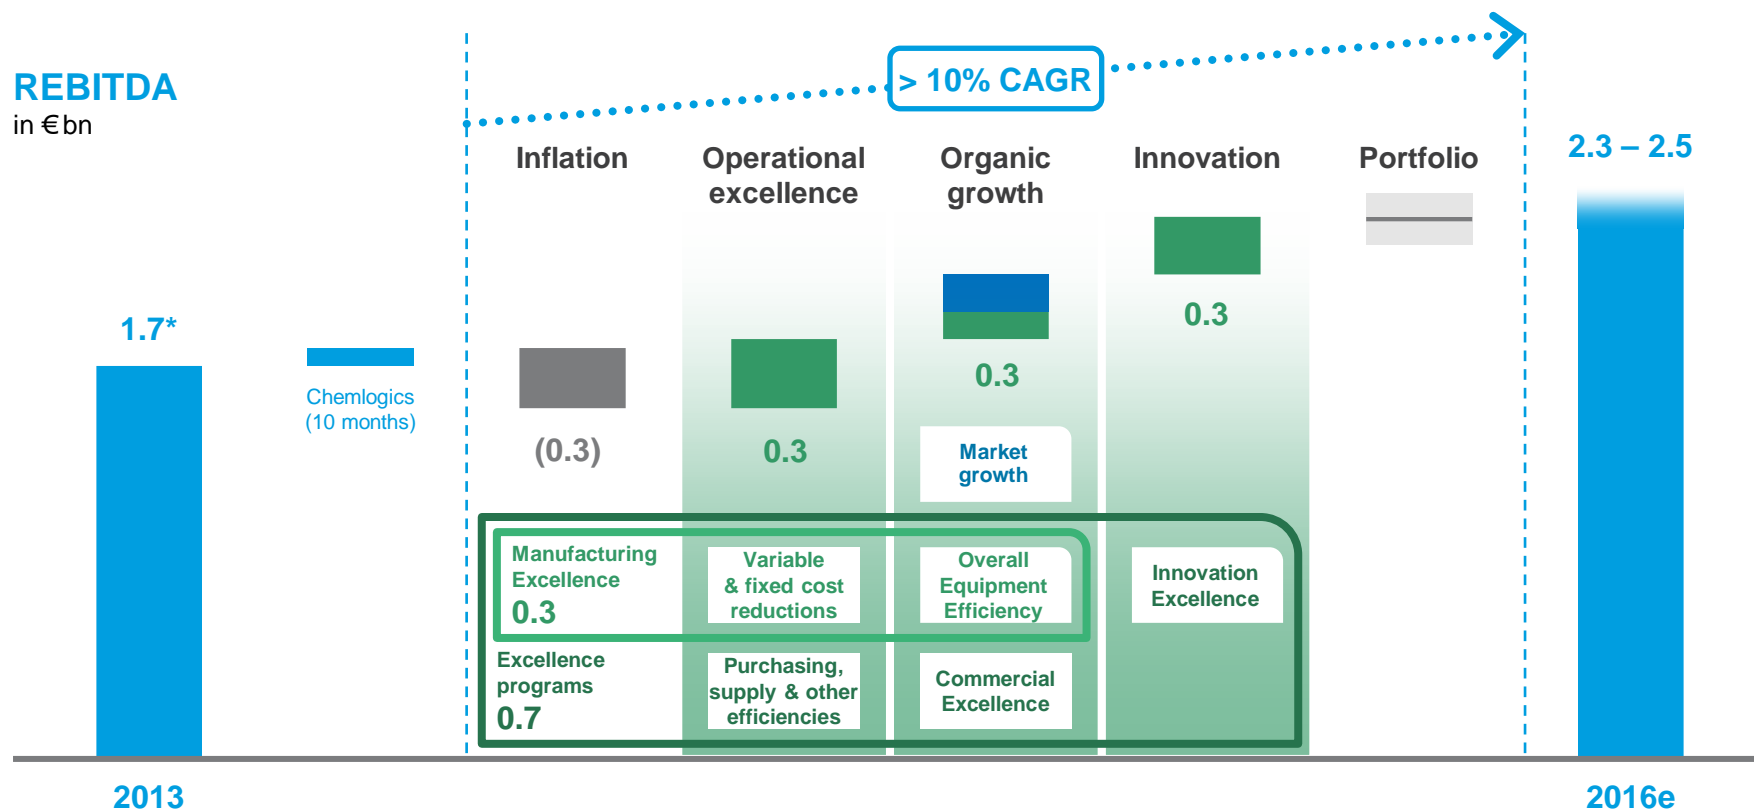 REBITDA
in € bn
> 10% CAGR
Inflation
Operational
excellence
Organic
growth
Innovation
Portfolio
2.3 – 2.5
1.7*
Chemlogics
(10 months)
(0.3)
0.3
0.3
0.3
Market
growth
Manufacturing
Excellence
0.3
Variable
& fixed cost
reductions
Overall
Equipment
Efficiency
Innovation
Excellence
Excellence
programs
0.7
Purchasing,
supply & other
efficiencies
Commercial
Excellence
2013
2016e